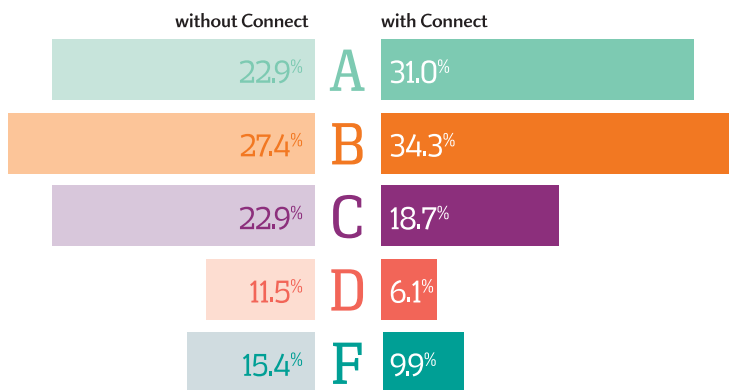 without Connect with Connect
22.9% A 31.0%
27.4% B 34.3%
22.9% C 18.7%
11.5% D 6.1%
15.4% F 9.9%